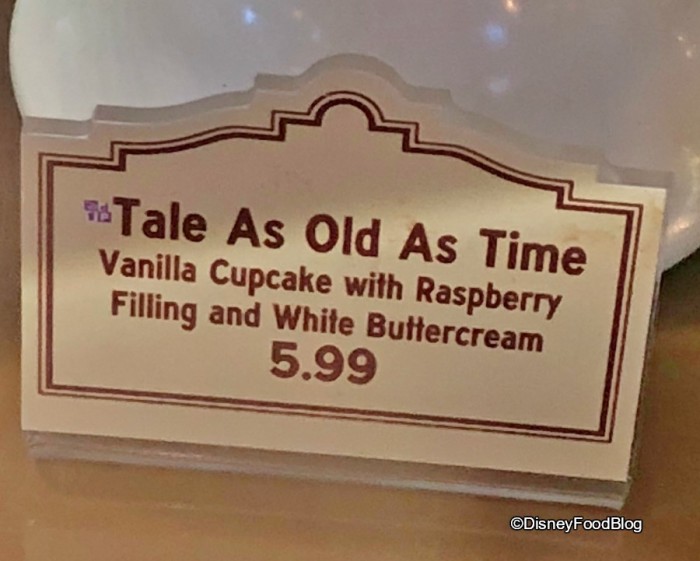 Tale As Old As Time
Vanilla Cupcake with Raspberry
Filling and White Buttercream
5.99
©DisneyFoodBlog